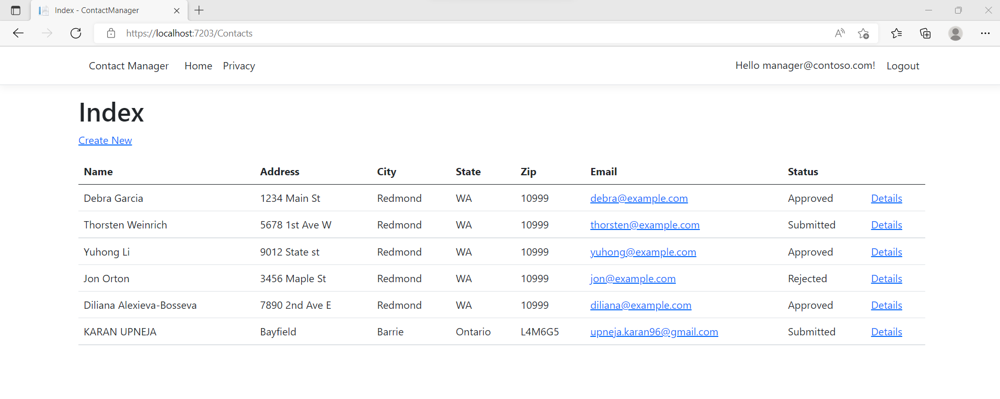 Index - ContactManager
https://localhost:7203/Contacts
Contact Manager Home Privacy Hello manager@contoso.com! Logout
Index
Create New
Name Address City State Zip Email Status
Debra Garcia 1234 Main St Redmond WA 10999 debra@example.com Approved Details
Thorsten Weinrich 5678 1st Ave W Redmond WA 10999 thorsten@example.com Submitted Details
Yuhong Li 9012 State st Redmond WA 10999 yuhong@example.com Approved Details
Jon Orton 3456 Maple St Redmond WA 10999 jon@example.com Rejected Details
Diliana Alexieva-Bosseva 7890 2nd Ave E Redmond WA 10999 diliana@example.com Approved Details
KARAN UPNEJA Bayfield Barrie Ontario L4M6G5 upneja.karan96@gmail.com Submitted Details